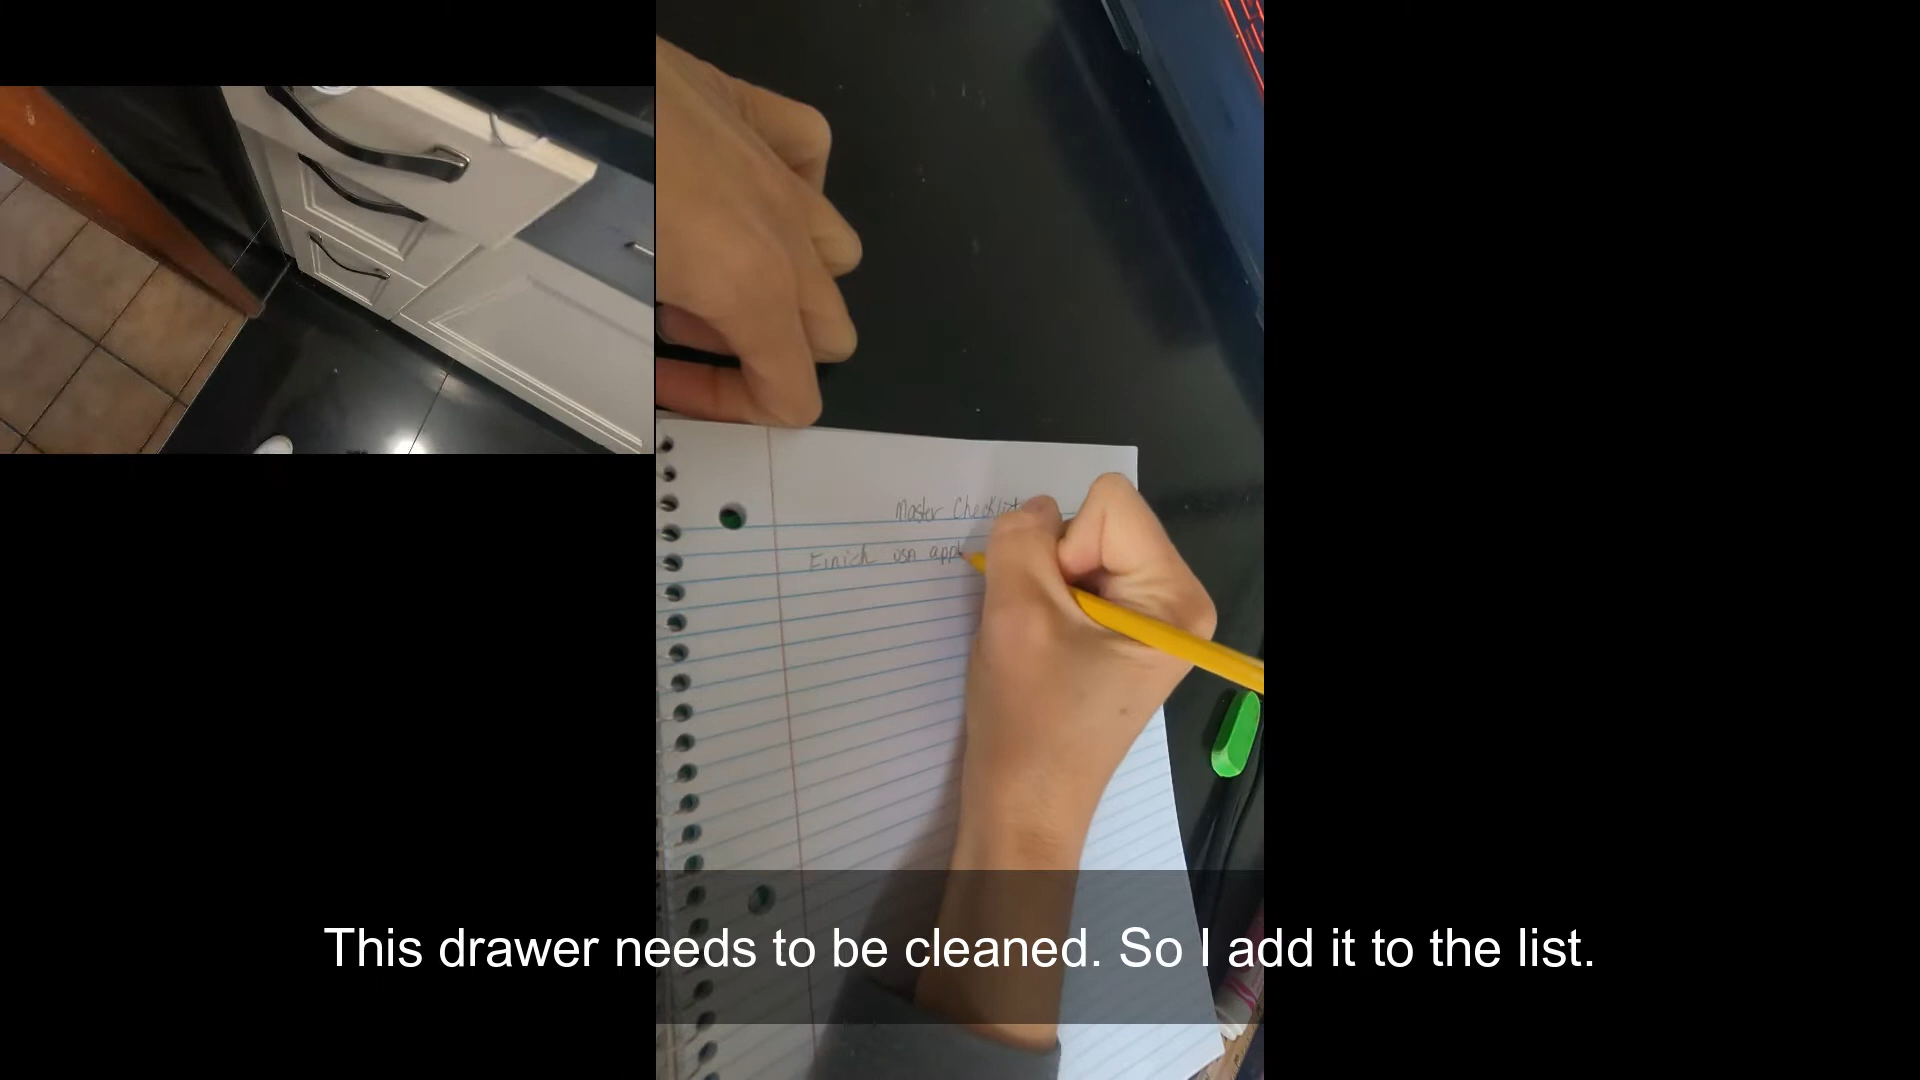 Master Checklist
Finish usa appl
This drawer needs to be cleaned. So I add it to the list.